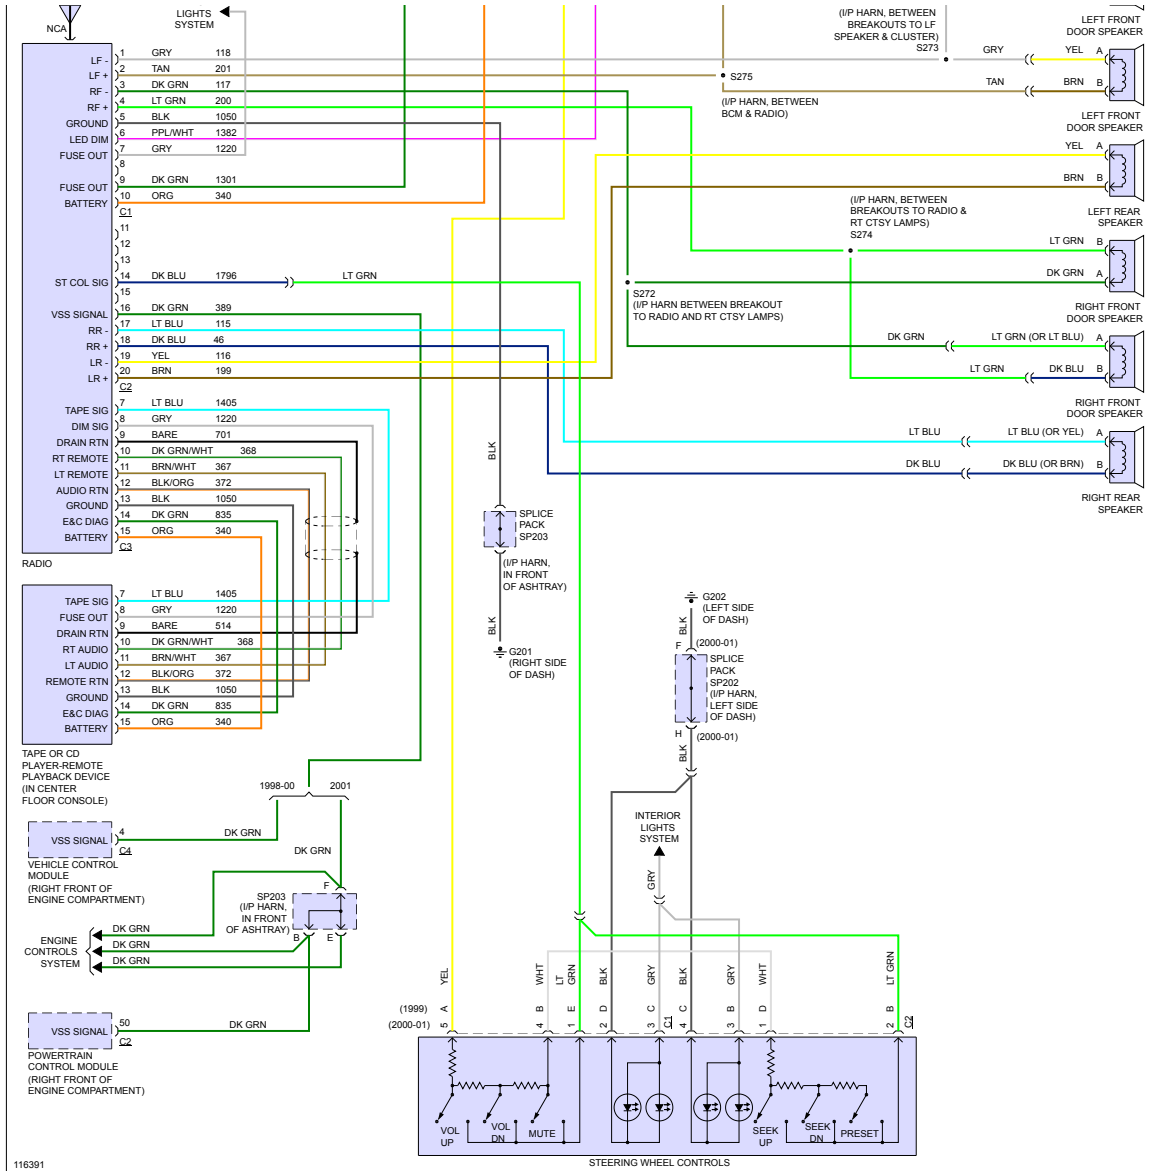 LIGHTS
SYSTEM
NCA
(I/P HARN, BETWEEN
BREAKOUTS TO LF
SPEAKER & CLUSTER)
S273
LEFT FRONT
DOOR SPEAKER
LF - 1 GRY 118
GRY YEL A
LF + 2 TAN 201
S275
TAN BRN B
(I/P HARN, BETWEEN
BCM & RADIO)
RF - 3 DK GRN 117
RF + 4 LT GRN 200
GROUND 5 BLK 1050
LED DIM 6 PPL/WHT 1382
FUSE OUT 7 GRY 1220
8
FUSE OUT 9 DK GRN 1301
BATTERY 10 ORG 340
C1
LEFT FRONT
DOOR SPEAKER
YEL A
BRN B
(I/P HARN, BETWEEN
BREAKOUTS TO RADIO &
RT CTSY LAMPS)
S274
LEFT REAR
SPEAKER
11
12
13
ST COL SIG 14 DK BLU 1796 LT GRN
15
VSS SIGNAL 16 DK GRN 389
RR - 17 LT BLU 115
RR + 18 DK BLU 46
LR - 19 YEL 116
LR + 20 BRN 199
C2
LT GRN B
DK GRN A
S272
(I/P HARN BETWEEN BREAKOUT
TO RADIO AND RT CTSY LAMPS)
RIGHT FRONT
DOOR SPEAKER
DK GRN LT GRN (OR LT BLU) A
LT GRN DK BLU B
RIGHT FRONT
DOOR SPEAKER
TAPE SIG 7 LT BLU 1405
DIM SIG 8 GRY 1220
DRAIN RTN 9 BARE 701
RT REMOTE 10 DK GRN/WHT 368
LT REMOTE 11 BRN/WHT 367
AUDIO RTN 12 BLK/ORG 372
GROUND 13 BLK 1050
E&C DIAG 14 DK GRN 835
BATTERY 15 ORG 340
C3
RADIO
LT BLU LT BLU (OR YEL) A
DK BLU DK BLU (OR BRN) B
RIGHT REAR
SPEAKER
BLK
SPLICE
PACK
SP203
(I/P HARN,
IN FRONT
OF ASHTRAY)
BLK
G201
(RIGHT SIDE
OF DASH)
TAPE SIG 7 LT BLU 1405
FUSE OUT 8 GRY 1220
DRAIN RTN 9 BARE 514
RT AUDIO 10 DK GRN/WHT 368
LT AUDIO 11 BRN/WHT 367
REMOTE RTN 12 BLK/ORG 372
GROUND 13 BLK 1050
E&C DIAG 14 DK GRN 835
BATTERY 15 ORG 340
TAPE OR CD
PLAYER-REMOTE
PLAYBACK DEVICE
(IN CENTER
FLOOR CONSOLE)
G202
(LEFT SIDE
OF DASH)
BLK
F (2000-01)
SPLICE
PACK
SP202
(I/P HARN,
LEFT SIDE
OF DASH)
H (2000-01)
BLK
1998-00 2001
VSS SIGNAL 4 DK GRN
C4
VEHICLE CONTROL
MODULE
(RIGHT FRONT OF
ENGINE COMPARTMENT)
DK GRN
F
SP203
(I/P HARN,
IN FRONT
OF ASHTRAY)
B E
INTERIOR
LIGHTS
SYSTEM
GRY
ENGINE
CONTROLS
SYSTEM
DK GRN
DK GRN
DK GRN
VSS SIGNAL 50 DK GRN
C2
POWERTRAIN
CONTROL MODULE
(RIGHT FRONT OF
ENGINE COMPARTMENT)
YEL WHT LT GRN BLK GRY BLK GRY WHT LT GRN
(1999) A B E D C C B D B
(2000-01) 5 4 1 2 3 C1 4 3 1 2 C2
VOL
UP
VOL
DN
MUTE
SEEK
UP
SEEK
DN
PRESET
STEERING WHEEL CONTROLS
116391